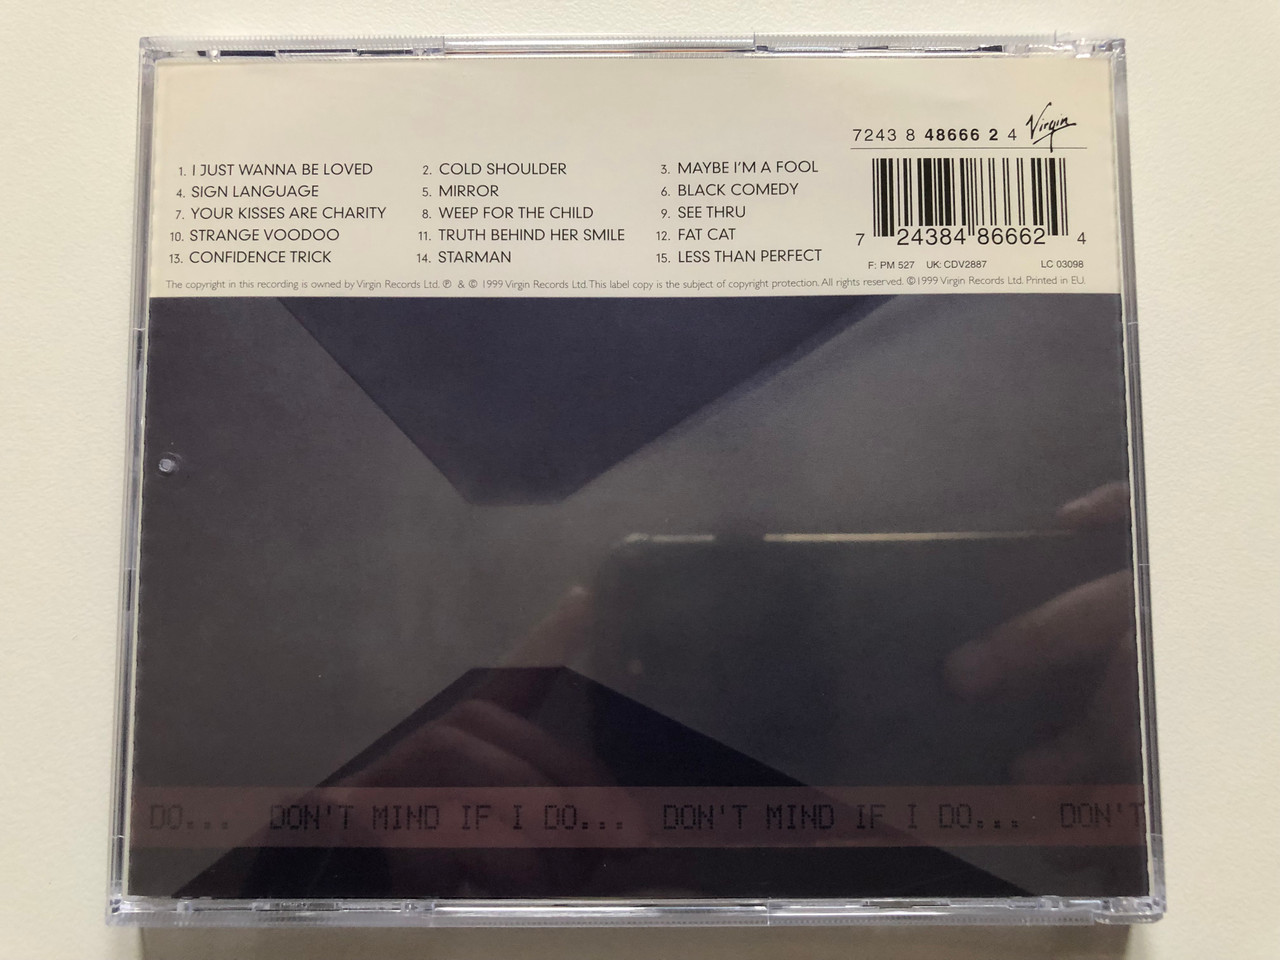 7243 8 48666 2 4 Virgin
1. I JUST WANNA BE LOVED 2. COLD SHOULDER 3. MAYBE I'M A FOOL
4. SIGN LANGUAGE 5. MIRROR 6. BLACK COMEDY
7. YOUR KISSES ARE CHARITY 8. WEEP FOR THE CHILD 9. SEE THRU
10. STRANGE VOODOO 11. TRUTH BEHIND HER SMILE 12. FAT CAT
13. CONFIDENCE TRICK 14. STARMAN 15. LESS THAN PERFECT
7 24384 86662 4
F: PM 527 UK: CDV2887 LC 03098
The copyright in this recording is owned by Virgin Records Ltd. ℗ & © 1999 Virgin Records Ltd. This label copy is the subject of copyright protection. All rights reserved. ©1999 Virgin Records Ltd. Printed in EU.
DO... DON'T MIND IF I DO... DON'T MIND IF I DO... DON'T